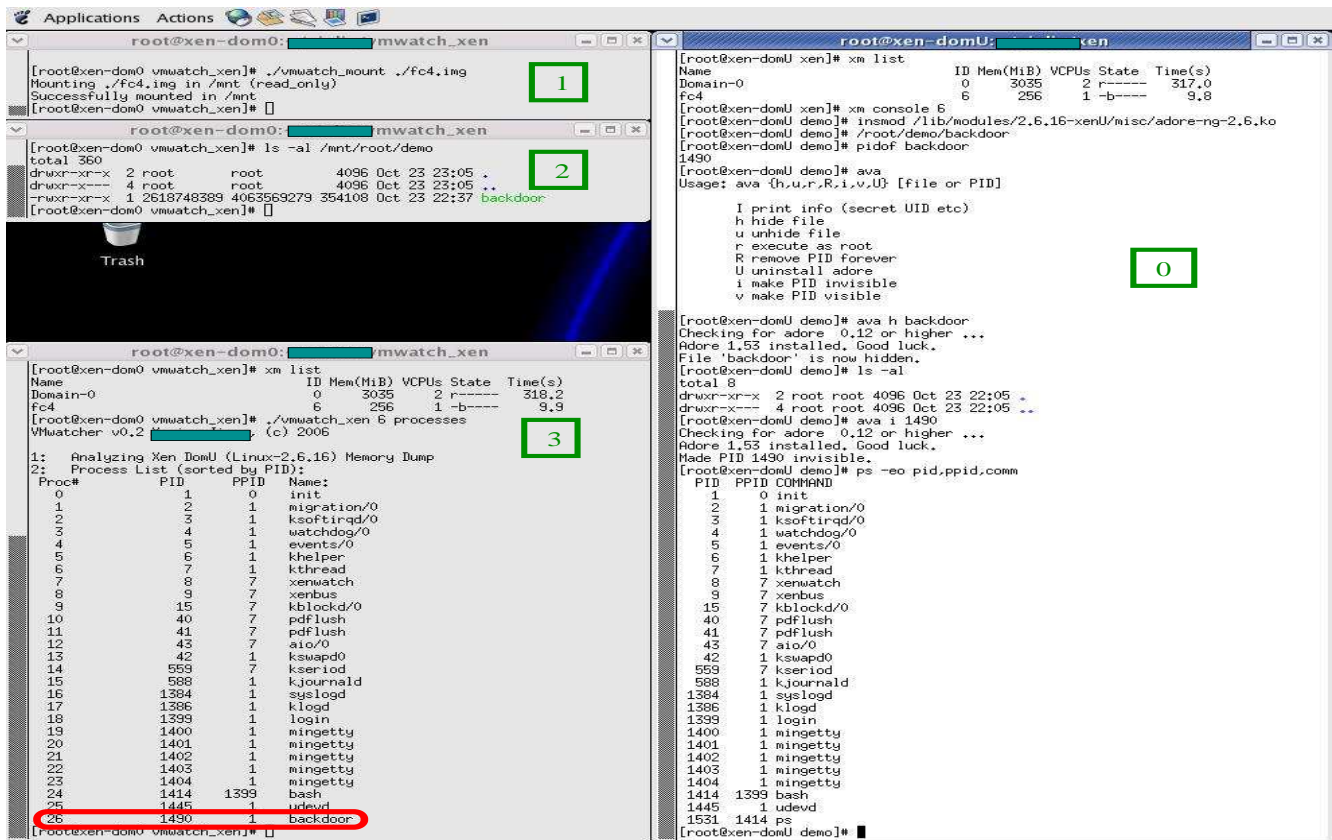 Applications Actions
root@xen-dom0: mwatch_xen
[root@xen-dom0 vmwatch_xen]# ./vmwatch_mount ./fc4.img
Mounting ./fc4.img in /mnt (read_only)
Successfully mounted in /mnt
[root@xen-dom0 vmwatch_xen]# []
1
root@xen-dom0: mwatch_xen
[root@xen-dom0 vmwatch_xen]# ls -al /mnt/root/demo
total 360
drwxr-xr-x 2 root root 4096 Oct 23 23:05 .
drwxr-x--- 4 root root 4096 Oct 23 23:05 ..
-rwxr-xr-x 1 2618748389 4063569279 354108 Oct 23 22:37 backdoor
[root@xen-dom0 vmwatch_xen]# []
2
Trash
root@xen-dom0: mwatch_xen
[root@xen-dom0 vmwatch_xen]# xm list
Name ID Mem(MiB) VCPUs State Time(s)
Domain-0 0 3035 2 r----- 318.2
fc4 6 256 1 -b---- 9.9
[root@xen-dom0 vmwatch_xen]# ./vmwatch_xen 6 processes
VMwatcher v0.2 , (c) 2006
3
1: Analyzing Xen DomU (Linux-2.6.16) Memory Dump
2: Process List (sorted by PID):
Proc# PID PPID Name:
0 1 0 init
1 2 1 migration/0
2 3 1 ksoftirqd/0
3 4 1 watchdog/0
4 5 1 events/0
5 6 1 khelper
6 7 1 kthread
7 8 7 xenwatch
8 9 7 xenbus
9 15 7 kblockd/0
10 40 7 pdflush
11 41 7 pdflush
12 43 7 aio/0
13 42 1 kswapd0
14 559 7 kseriod
15 588 1 kjournald
16 1384 1 syslogd
17 1386 1 klogd
18 1399 1 login
19 1400 1 mingetty
20 1401 1 mingetty
21 1402 1 mingetty
22 1403 1 mingetty
23 1404 1 mingetty
24 1414 1399 bash
25 1445 1 udevd
26 1490 1 backdoor
[root@xen-dom0 vmwatch_xen]# []
root@xen-domU: xen
[root@xen-domU xen]# xm list
Name ID Mem(MiB) VCPUs State Time(s)
Domain-0 0 3035 2 r----- 317.0
fc4 6 256 1 -b---- 9.8
[root@xen-domU xen]# xm console 6
[root@xen-domU demo]# insmod /lib/modules/2.6.16-xenU/misc/adore-ng-2.6.ko
[root@xen-domU demo]# /root/demo/backdoor
[root@xen-domU demo]# pidof backdoor
1490
[root@xen-domU demo]# ava
Usage: ava {h,u,r,R,i,v,U} [file or PID]
I print info (secret UID etc)
h hide file
u unhide file
r execute as root
R remove PID forever
U uninstall adore
i make PID invisible
v make PID visible
0
[root@xen-domU demo]# ava h backdoor
Checking for adore 0.12 or higher ...
Adore 1.53 installed. Good luck.
File 'backdoor' is now hidden.
[root@xen-domU demo]# ls -al
total 8
drwxr-xr-x 2 root root 4096 Oct 23 22:05 .
drwxr-x--- 4 root root 4096 Oct 23 22:05 ..
[root@xen-domU demo]# ava i 1490
Checking for adore 0.12 or higher ...
Adore 1.53 installed. Good luck.
Made PID 1490 invisible.
[root@xen-domU demo]# ps -eo pid,ppid,comm
PID PPID COMMAND
1 0 init
2 1 migration/0
3 1 ksoftirqd/0
4 1 watchdog/0
5 1 events/0
6 1 khelper
7 1 kthread
8 7 xenwatch
9 7 xenbus
15 7 kblockd/0
40 7 pdflush
41 7 pdflush
43 7 aio/0
42 1 kswapd0
559 7 kseriod
588 1 kjournald
1384 1 syslogd
1386 1 klogd
1399 1 login
1400 1 mingetty
1401 1 mingetty
1402 1 mingetty
1403 1 mingetty
1404 1 mingetty
1414 1399 bash
1445 1 udevd
1531 1414 ps
[root@xen-domU demo]#